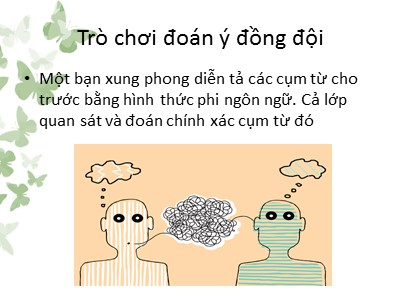 Trò chơi đoán ý đồng đội
• Một bạn xung phong diễn tả các cụm từ cho
trước bằng hình thức phi ngôn ngữ. Cả lớp
quan sát và đoán chính xác cụm từ đó